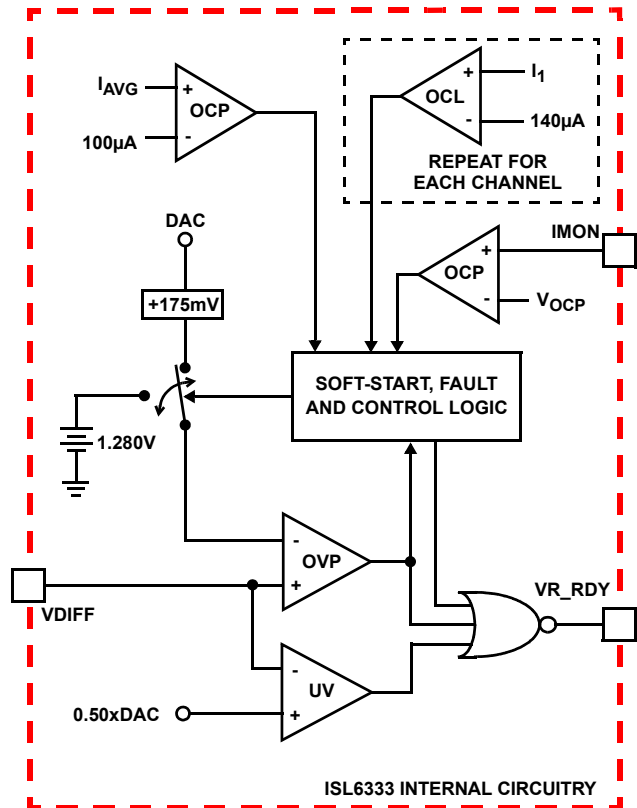 I_AVG
+
OCP
100µA
-
+
I_1
OCL
-
140µA
REPEAT FOR
EACH CHANNEL
DAC
IMON
+
OCP
-
V_OCP
+175mV
SOFT-START, FAULT
AND CONTROL LOGIC
1.280V
-
OVP
+
VDIFF
VR_RDY
-
UV
0.50xDAC
+
ISL6333 INTERNAL CIRCUITRY